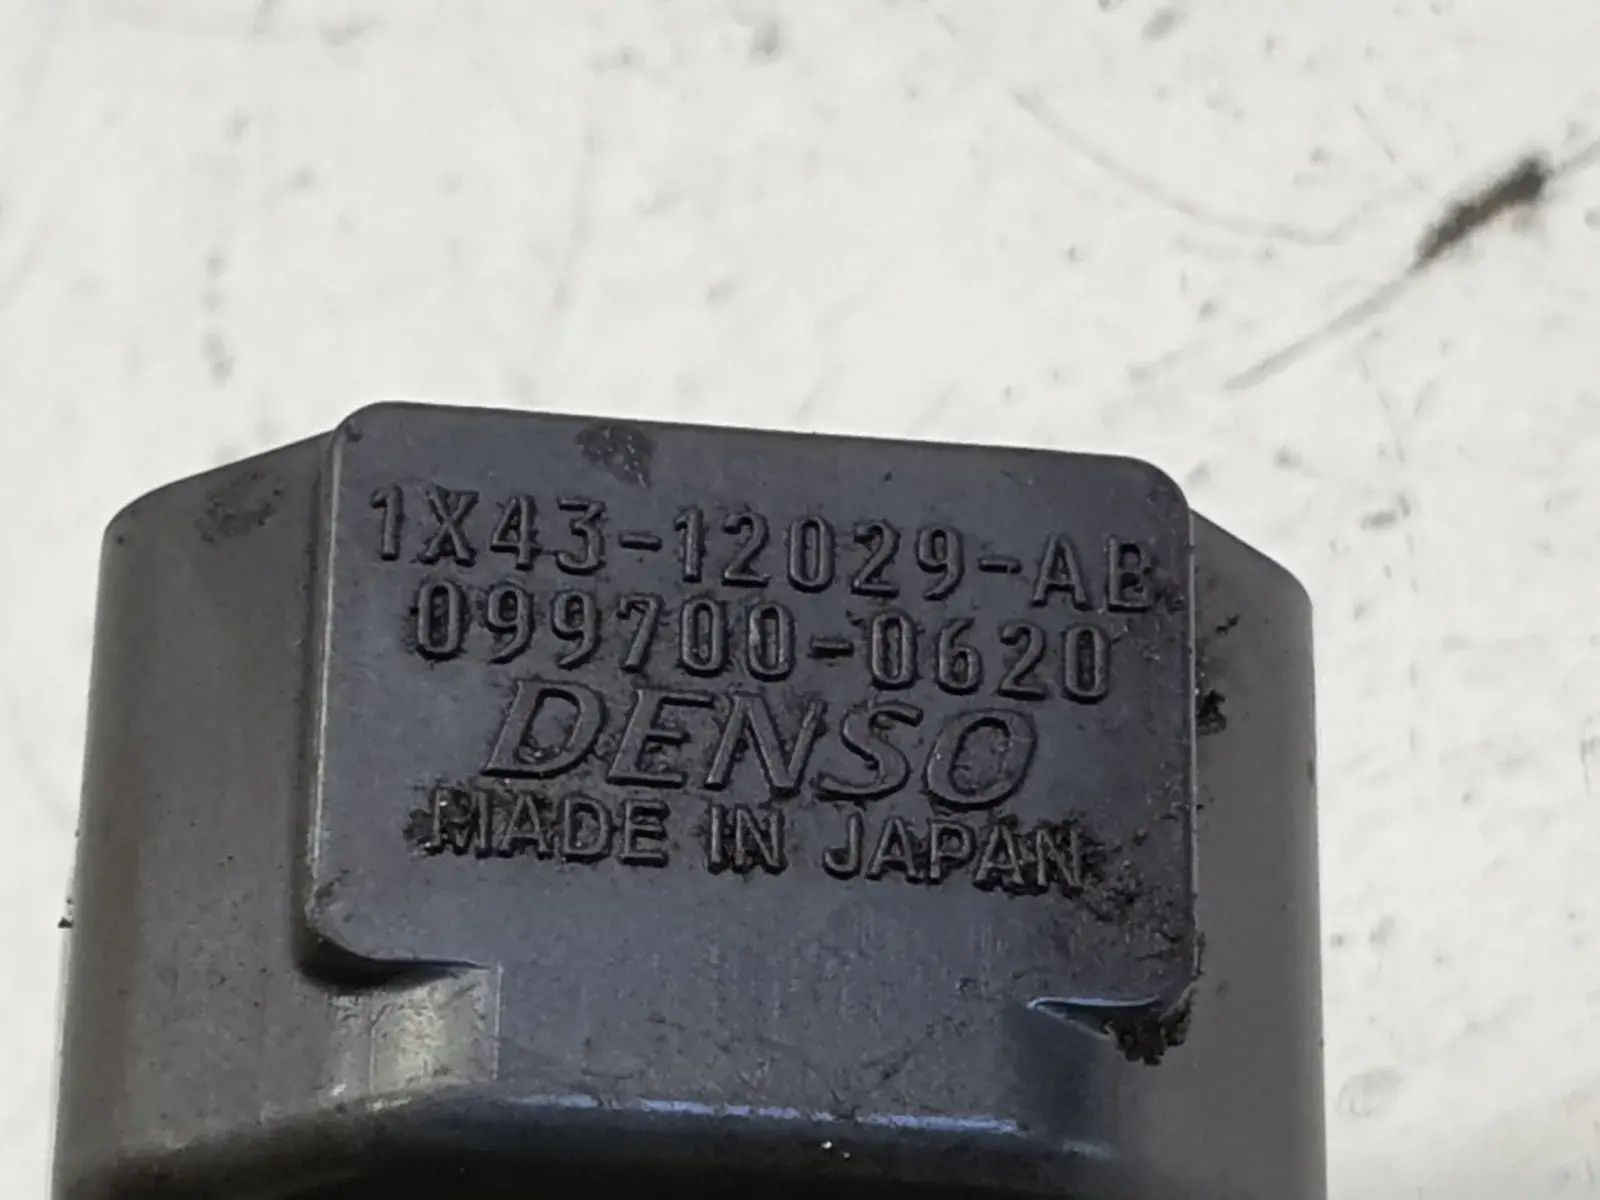 1X43-12029-AB
099700-0620
DENSO
MADE IN JAPAN